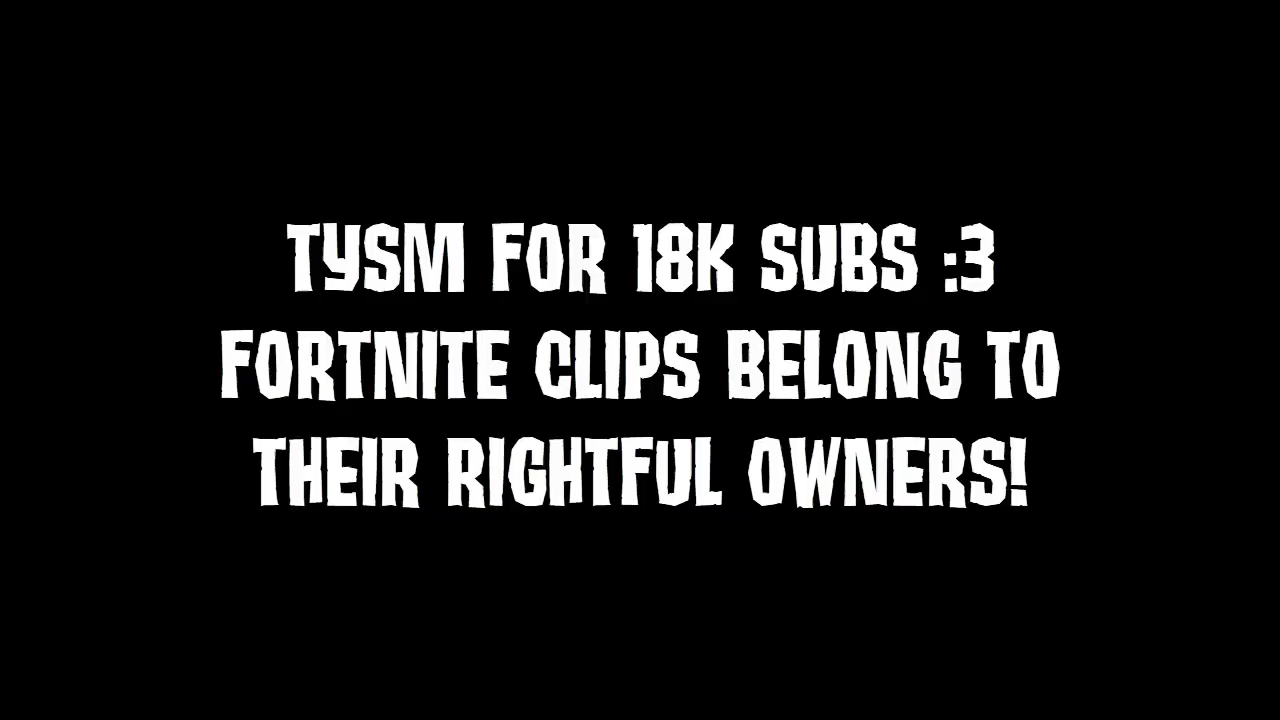 TYSM FOR 18K SUBS :3
FORTNITE CLIPS BELONG TO
THEIR RIGHTFUL OWNERS!